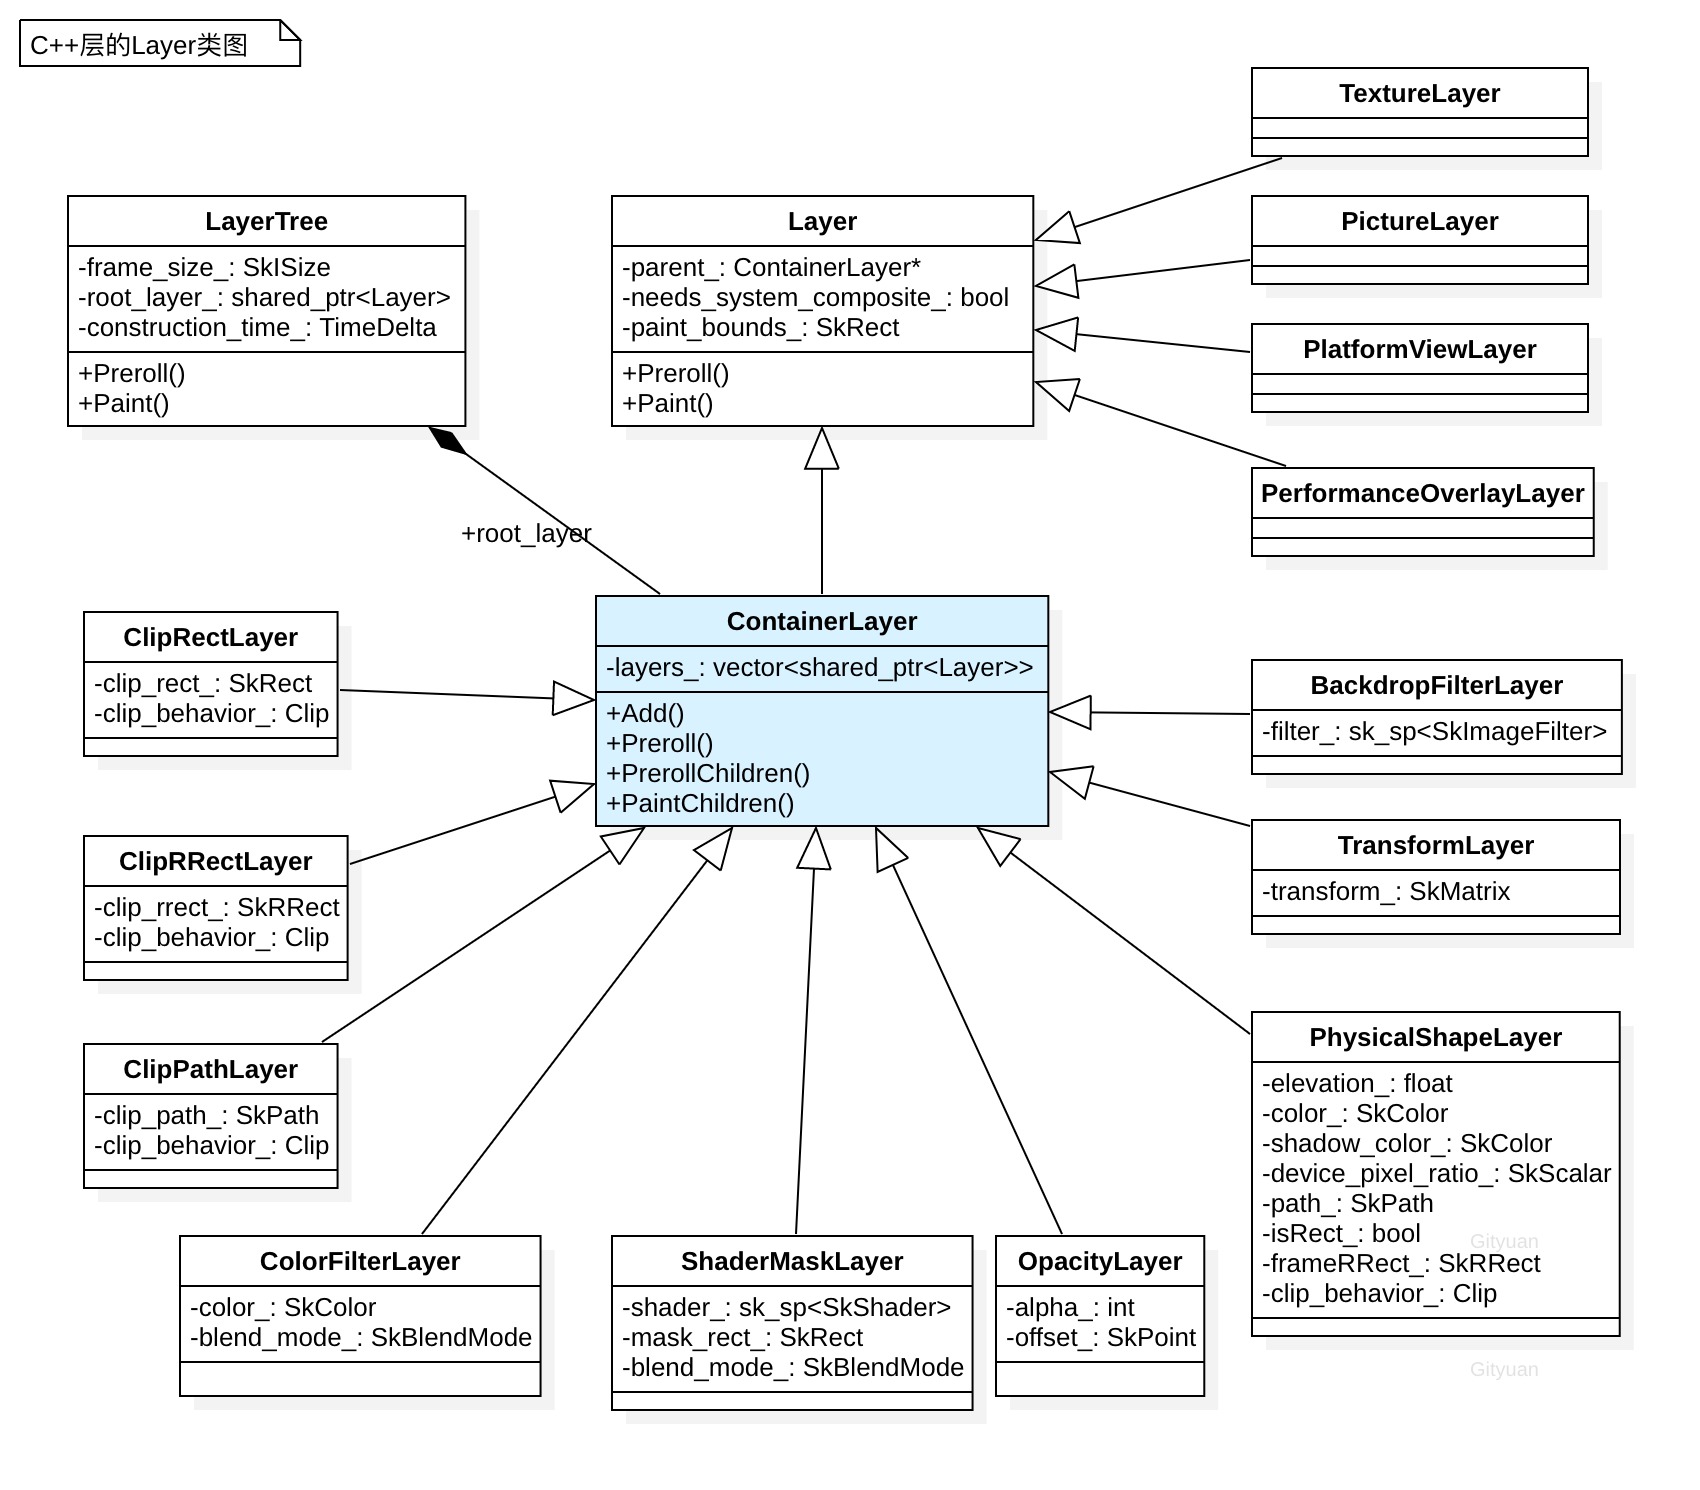 C++层的Layer类图
TextureLayer
LayerTree
-frame_size_: SkISize
-root_layer_: shared_ptr<Layer>
-construction_time_: TimeDelta
+Preroll()
+Paint()
Layer
-parent_: ContainerLayer*
-needs_system_composite_: bool
-paint_bounds_: SkRect
+Preroll()
+Paint()
PictureLayer
PlatformViewLayer
PerformanceOverlayLayer
+root_layer
ClipRectLayer
-clip_rect_: SkRect
-clip_behavior_: Clip
ContainerLayer
-layers_: vector<shared_ptr<Layer>>
+Add()
+Preroll()
+PrerollChildren()
+PaintChildren()
BackdropFilterLayer
-filter_: sk_sp<SkImageFilter>
ClipRRectLayer
-clip_rrect_: SkRRect
-clip_behavior_: Clip
TransformLayer
-transform_: SkMatrix
ClipPathLayer
-clip_path_: SkPath
-clip_behavior_: Clip
PhysicalShapeLayer
-elevation_: float
-color_: SkColor
-shadow_color_: SkColor
-device_pixel_ratio_: SkScalar
-path_: SkPath
-isRect_: bool
Gityuan
-frameRRect_: SkRRect
-clip_behavior_: Clip
ColorFilterLayer
-color_: SkColor
-blend_mode_: SkBlendMode
ShaderMaskLayer
-shader_: sk_sp<SkShader>
-mask_rect_: SkRect
-blend_mode_: SkBlendMode
OpacityLayer
-alpha_: int
-offset_: SkPoint
Gityuan